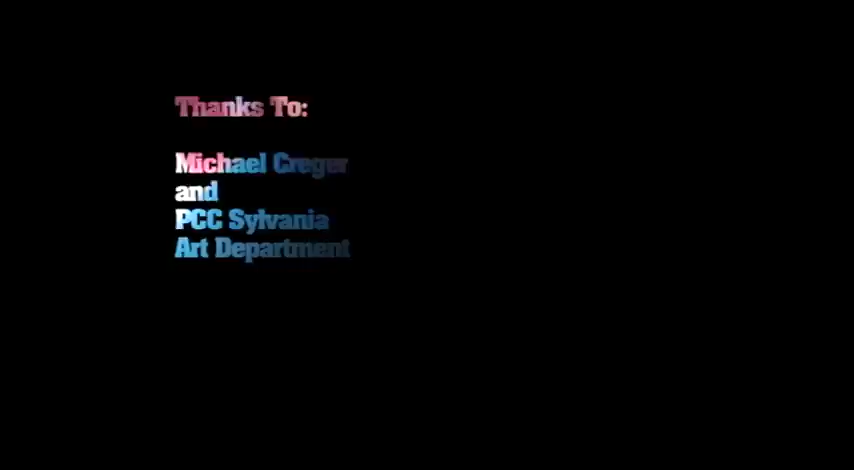 Thanks To:
Michael Creger
and
PCC Sylvania
Art Department